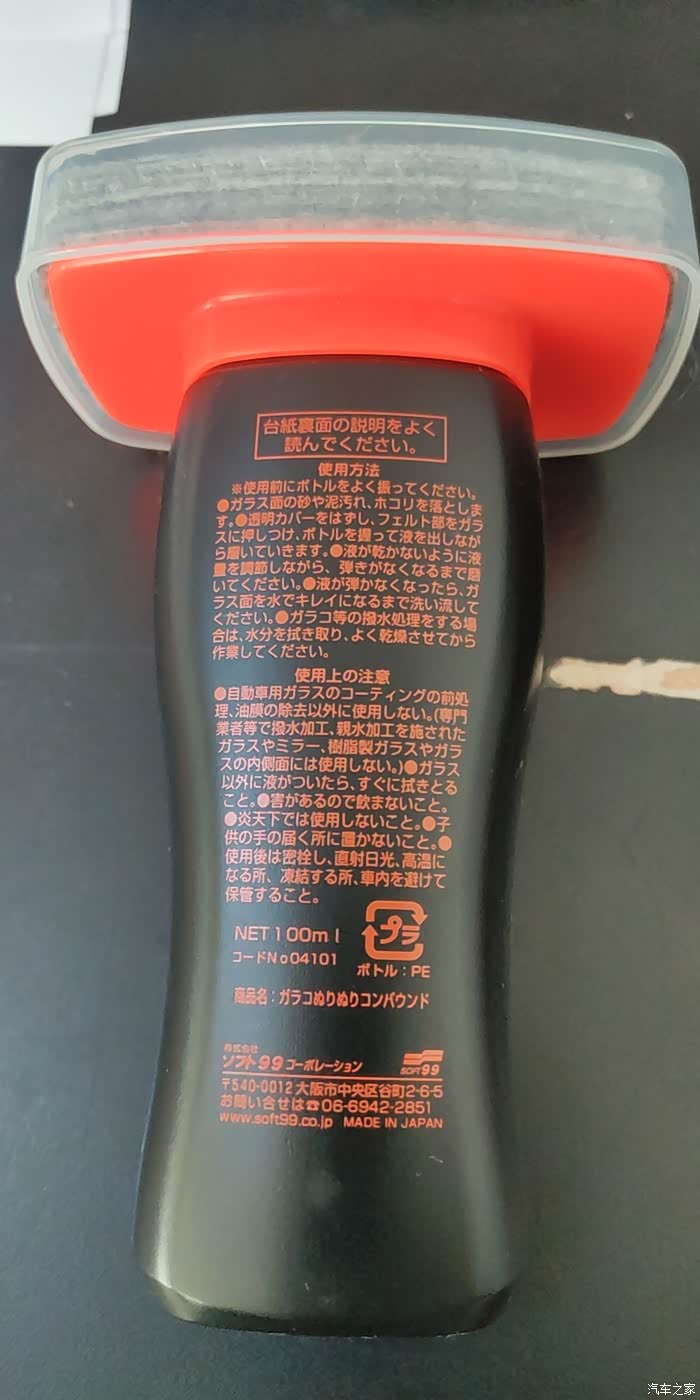 台紙裏面の説明をよく
読んでください。
使用方法
※使用前にボトルをよく振ってください。
●ガラス面の砂や泥汚れ、ホコリを落としま
す。●透明カバーをはずし、フェルト部をガラ
スに押しつけ、ボトルを握って液を出しなが
ら磨いていきます。●液が乾かないように液
量を調節しながら、弾きがなくなるまで磨
いてください。●液が弾かなくなったら、ガ
ラス面を水でキレイになるまで洗い流して
ください。●ガラコ等の撥水処理をする場
合は、水分を拭き取り、よく乾燥させてから
作業してください。
使用上の注意
●自動車用ガラスのコーティングの前処
理、油膜の除去以外に使用しない。(専門
業者等で撥水加工、親水加工を施された
ガラスやミラー、樹脂製ガラスやガラ
スの内側面には使用しない。)●ガラス
以外に液がついたら、すぐに拭きとる
こと。●害があるので飲まないこと。
●炎天下では使用しないこと。●子
供の手の届く所に置かないこと。●
使用後は密栓し、直射日光、高温に
なる所、凍結する所、車内を避けて
保管すること。
NET100ml
プラ
コードNo04101
ボトル：PE
商品名：ガラコぬりぬりコンパウンド
株式会社
ソフト99コーポレーション
SOFT99
〒540-0012大阪市中央区谷町2-6-5
お問い合せは☎06-6942-2851
www.soft99.co.jp MADE IN JAPAN
汽车之家